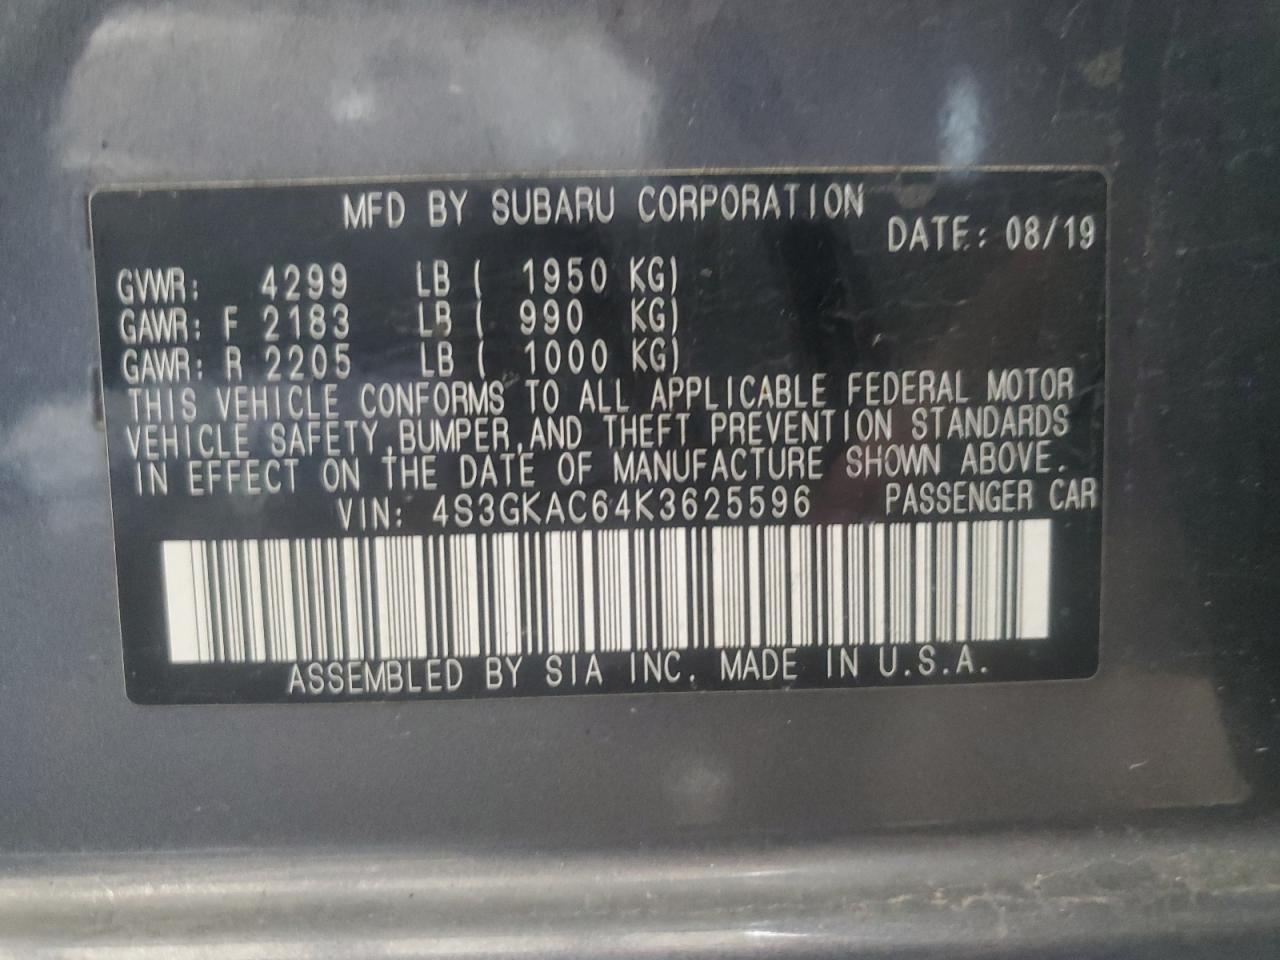 MFD BY SUBARU CORPORATION
DATE: 08/19
GVWR: 4299 LB ( 1950 KG)
GAWR: F 2183 LB ( 990 KG)
GAWR: R 2205 LB ( 1000 KG)
THIS VEHICLE CONFORMS TO ALL APPLICABLE FEDERAL MOTOR
VEHICLE SAFETY, BUMPER, AND THEFT PREVENTION STANDARDS
IN EFFECT ON THE DATE OF MANUFACTURE SHOWN ABOVE.
VIN: 4S3GKAC64K3625596 PASSENGER CAR
ASSEMBLED BY SIA INC. MADE IN U.S.A.